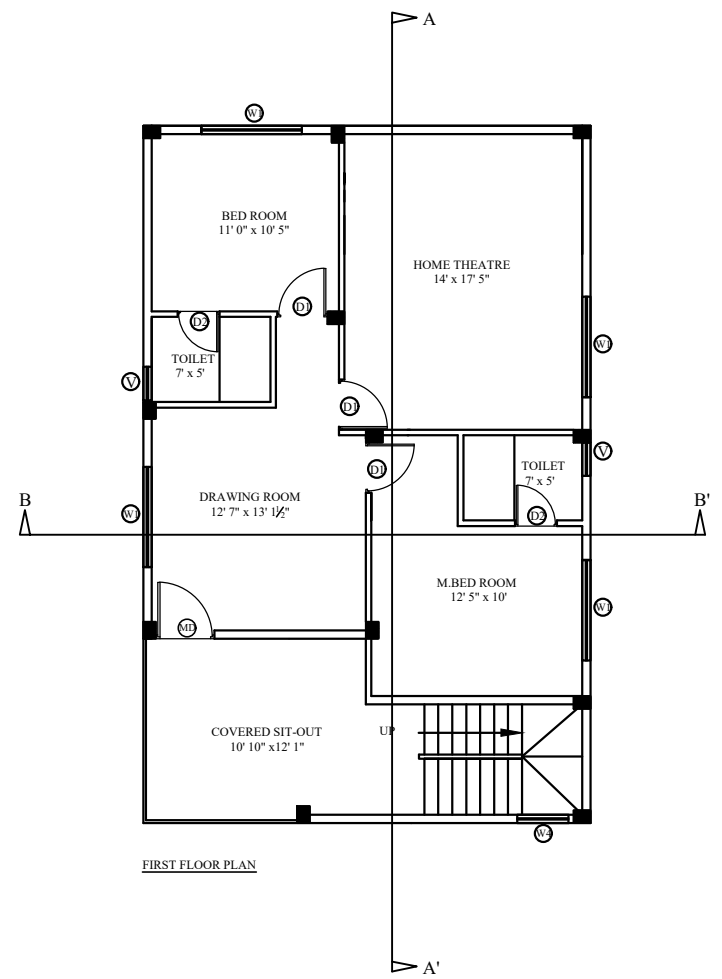 A
W1
BED ROOM
11' 0" x 10' 5"
HOME THEATRE
14' x 17' 5"
D1
D2
W1
TOILET
7' x 5'
V
D1
TOILET
7' x 5'
V
D1
DRAWING ROOM
12' 7" x 13' 1½"
B
B'
W1
D2
M.BED ROOM
12' 5" x 10'
W1
MD
COVERED SIT-OUT
10' 10" x12' 1"
UP
W4
FIRST FLOOR PLAN
A'